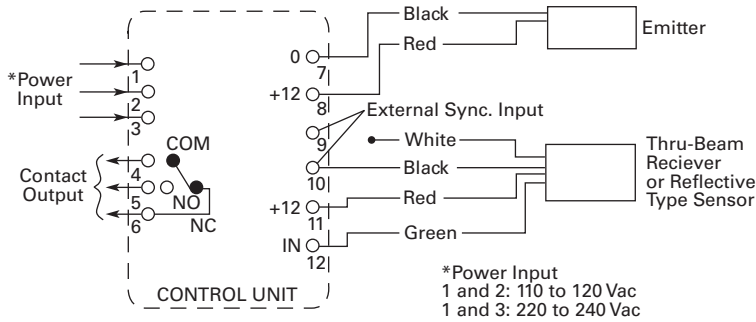 Black
Emitter
0
7
Red
*Power
Input
1
2
3
+12
8
External Sync. Input
9
White
Thru-Beam
Reciever
or Reflective
Type Sensor
COM
Contact
Output
4
5
6
NO
NC
10
Black
+12
11
Red
IN
12
Green
CONTROL UNIT
*Power Input
1 and 2: 110 to 120 Vac
1 and 3: 220 to 240 Vac